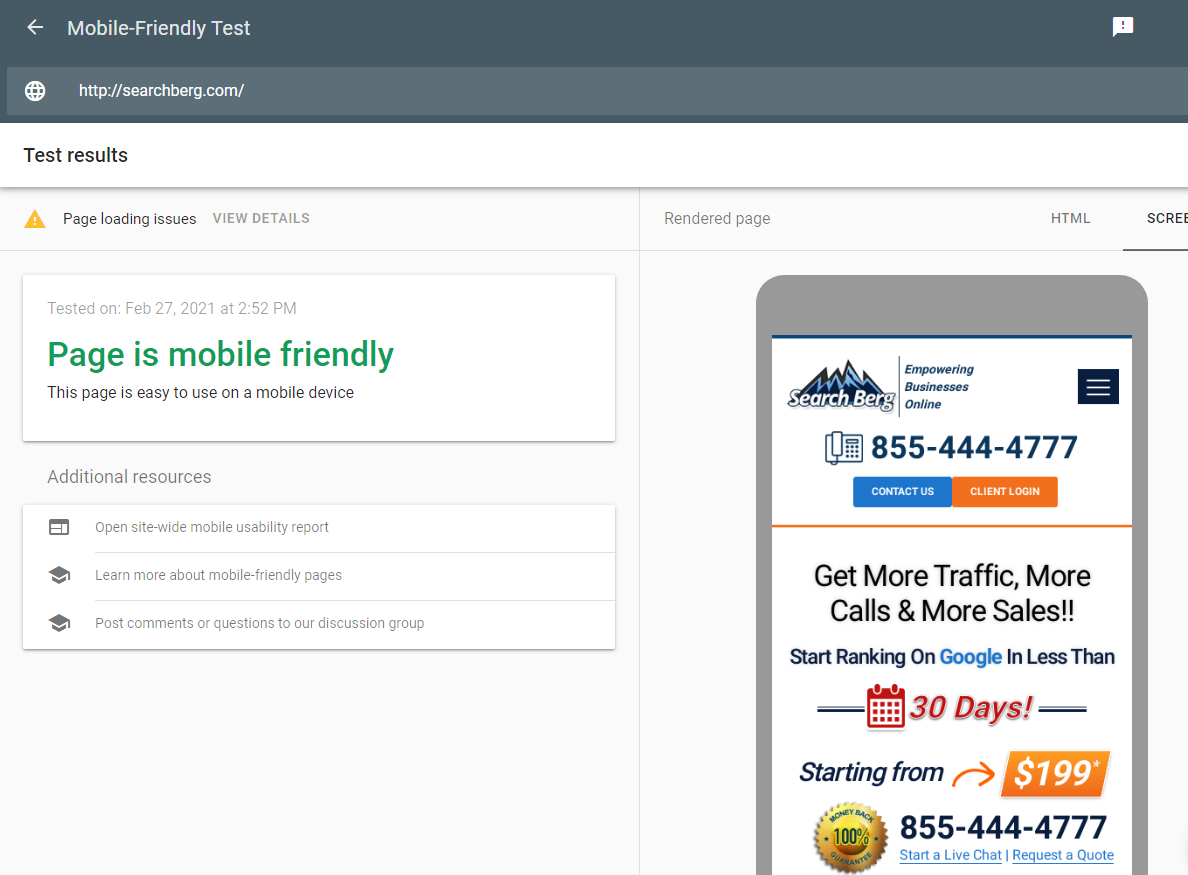 Mobile-Friendly Test
http://searchberg.com/
Test results
Page loading issues VIEW DETAILS
Rendered page HTML SCREE
Tested on: Feb 27, 2021 at 2:52 PM
Page is mobile friendly
This page is easy to use on a mobile device
Additional resources
Open site-wide mobile usability report
Learn more about mobile-friendly pages
Post comments or questions to our discussion group
Search Berg
Empowering
Businesses
Online
855-444-4777
CONTACT US CLIENT LOGIN
Get More Traffic, More
Calls & More Sales!!
Start Ranking On Google In Less Than
30 Days!
Starting from $199*
MONEY BACK
100%
GUARANTEE
855-444-4777
Start a Live Chat | Request a Quote